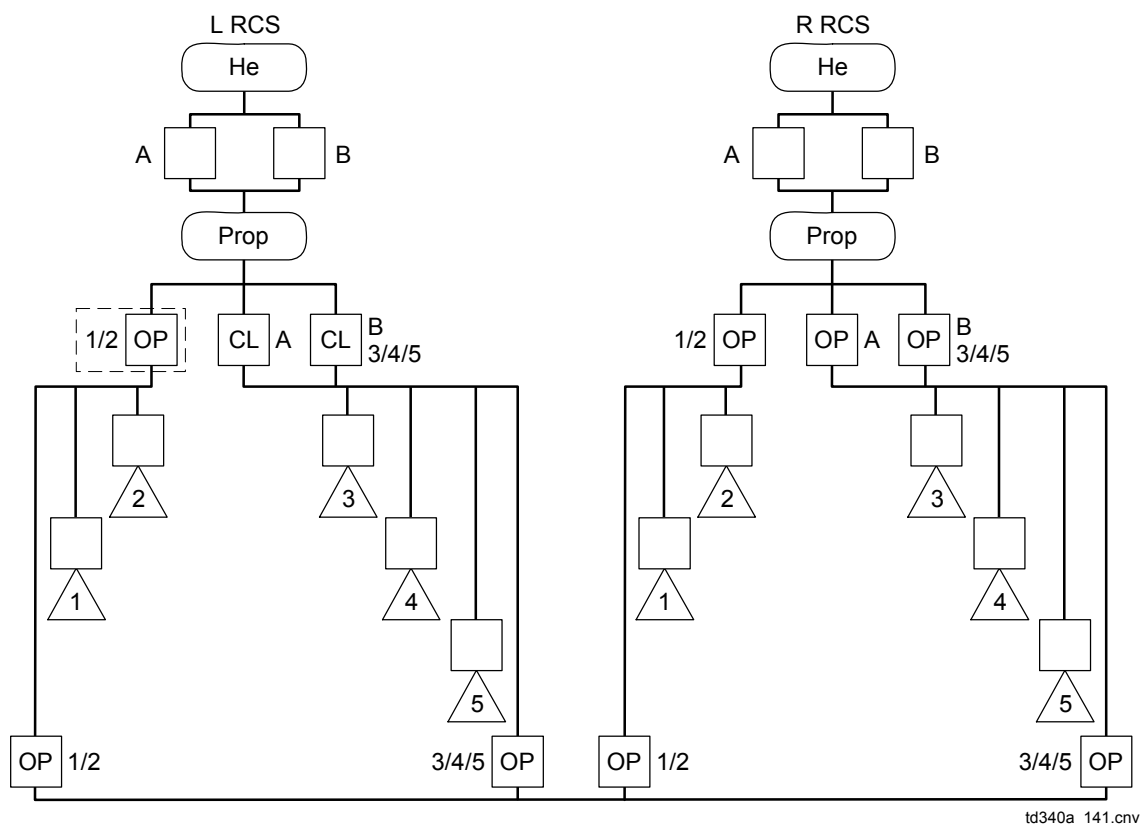 L RCS R RCS
He He
A B A B
Prop Prop
1/2 OP CL A CL B 1/2 OP OP A OP B
3/4/5 3/4/5
2 3 2 3
1 4 1 4
5 5
OP 1/2 3/4/5 OP OP 1/2 3/4/5 OP
td340a_141.cnv